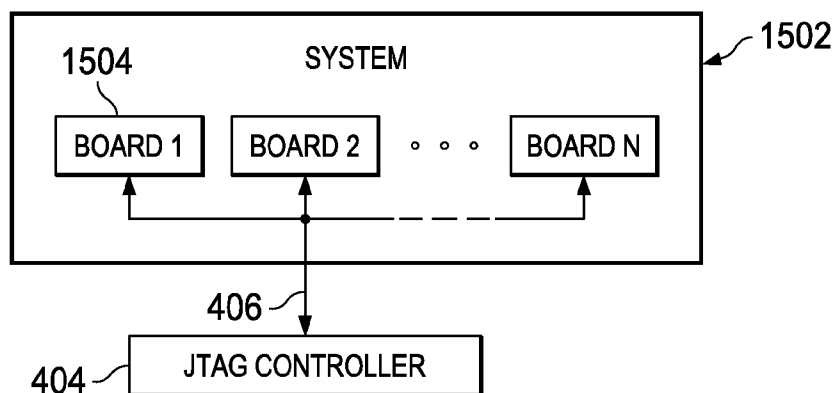 1502
SYSTEM
1504
BOARD 1 BOARD 2 BOARD N
406
JTAG CONTROLLER
404